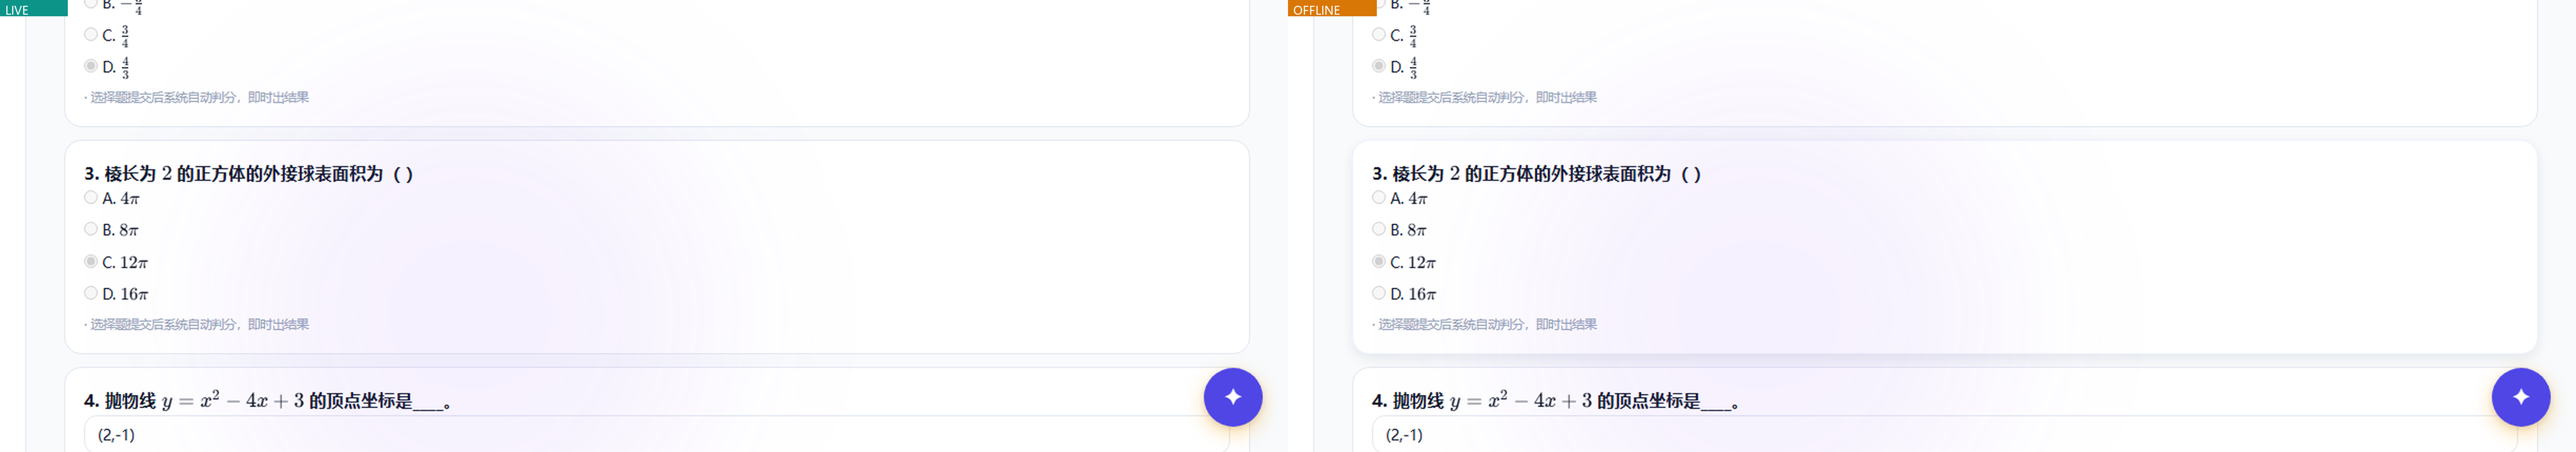 LIVE
C. 3/4
D. 4/3
· 选择题提交后系统自动判分，即时出结果
3. 棱长为 2 的正方体的外接球表面积为（ ）
A. 4π
B. 8π
C. 12π
D. 16π
· 选择题提交后系统自动判分，即时出结果
4. 抛物线 y = x² − 4x + 3 的顶点坐标是____。
(2,-1)
OFFLINE
C. 3/4
D. 4/3
· 选择题提交后系统自动判分，即时出结果
3. 棱长为 2 的正方体的外接球表面积为（ ）
A. 4π
B. 8π
C. 12π
D. 16π
· 选择题提交后系统自动判分，即时出结果
4. 抛物线 y = x² − 4x + 3 的顶点坐标是____。
(2,-1)